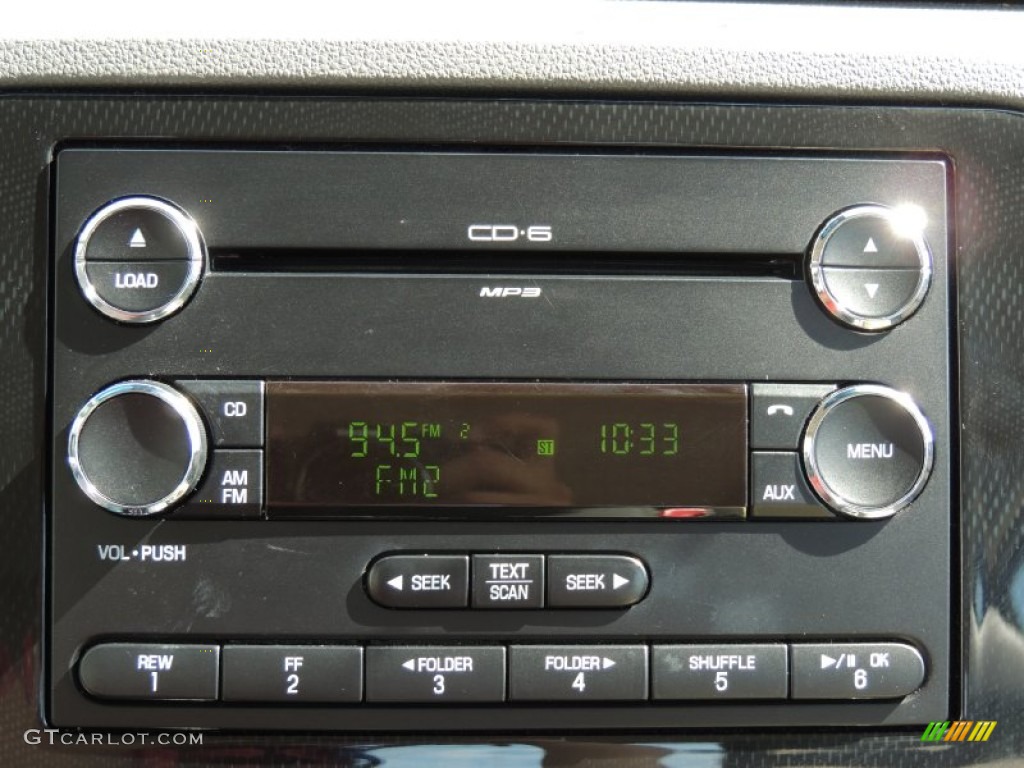 CD·6
LOAD
MP3
CD
94.5 FM 2 ST 10:33
MENU
AM
FM
FM2
AUX
VOL•PUSH
◄ SEEK
TEXT
SCAN
SEEK ►
REW
1
FF
2
◄FOLDER
3
FOLDER►
4
SHUFFLE
5
►/II OK
6
GTCARLOT.COM